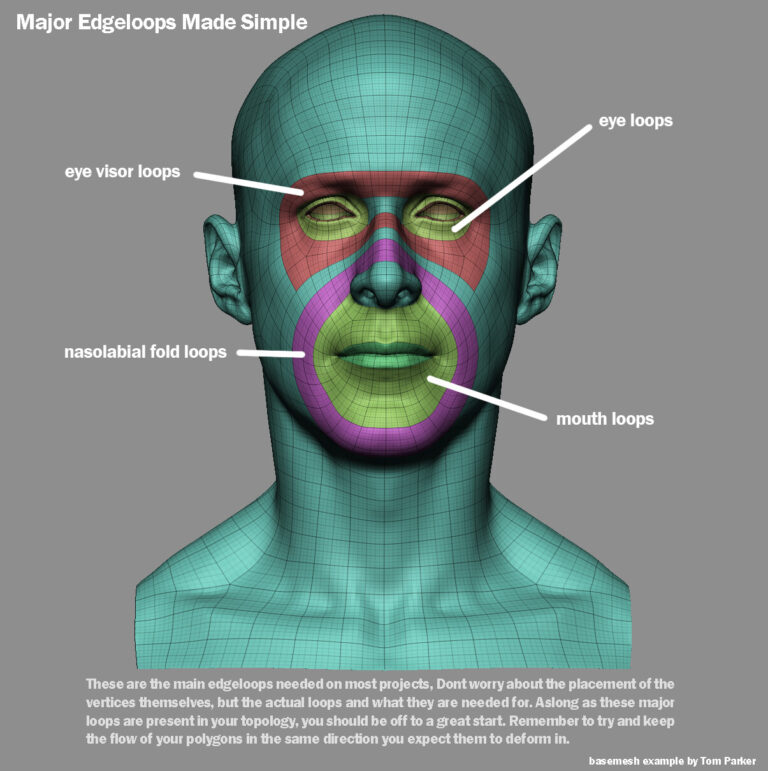 Major Edgeloops Made Simple
eye loops
eye visor loops
nasolabial fold loops
mouth loops
These are the main edgeloops needed on most projects, Dont worry about the placement of the
vertices themselves, but the actual loops and what they are needed for. Aslong as these major
loops are present in your topology, you should be off to a great start. Remember to try and keep
the flow of your polygons in the same direction you expect them to deform in.
basemesh example by Tom Parker